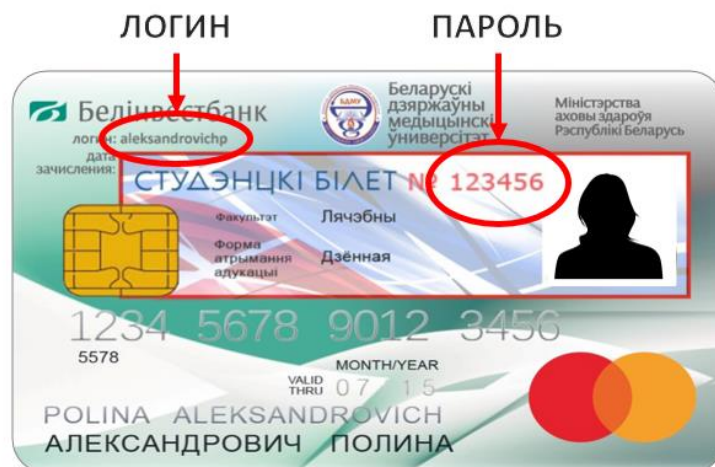 ЛОГИН ПАРОЛЬ
Белінвестбанк
логин: aleksandrovichp
дата
зачисления:
БДМУ
Беларускі
дзяржаўны
медыцынскі
ўніверсітэт
Міністэрства
аховы здароўя
Рэспублікі Беларусь
СТУДЭНЦКІ БІЛЕТ № 123456
Факультэт Лячэбны
Форма
атрымання
адукацыі
Дзённая
1234 5678 9012 3456
5578
MONTH/YEAR
VALID
THRU
07 15
POLINA ALEKSANDROVICH
АЛЕКСАНДРОВИЧ ПОЛИНА